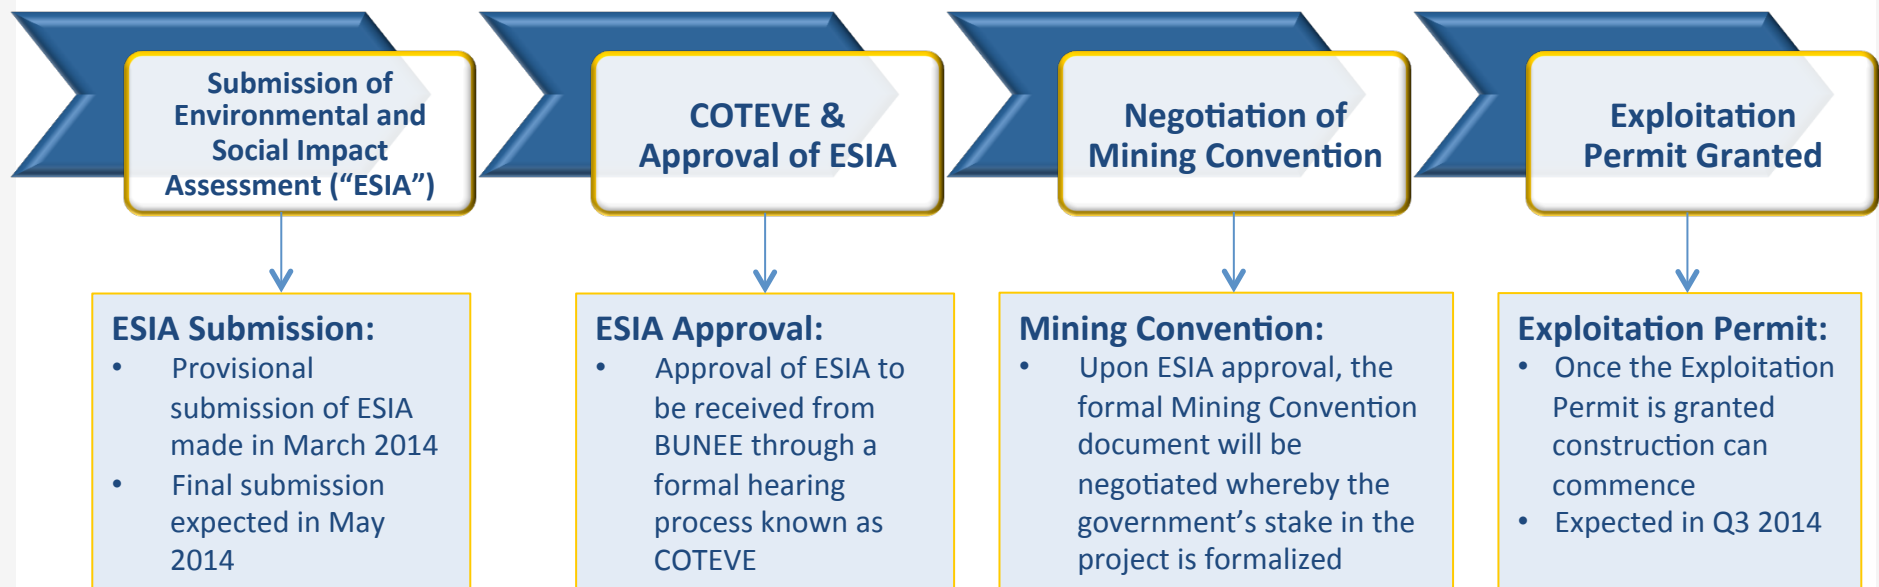 Submission of
Environmental and
Social Impact
Assessment (“ESIA”)
COTEVE &
Approval of ESIA
Negotiation of
Mining Convention
Exploitation
Permit Granted
ESIA Submission:
• Provisional
submission of ESIA
made in March 2014
• Final submission
expected in May
2014
ESIA Approval:
• Approval of ESIA to
be received from
BUNEE through a
formal hearing
process known as
COTEVE
Mining Convention:
• Upon ESIA approval, the
formal Mining Convention
document will be
negotiated whereby the
government’s stake in the
project is formalized
Exploitation Permit:
• Once the Exploitation
Permit is granted
construction can
commence
• Expected in Q3 2014